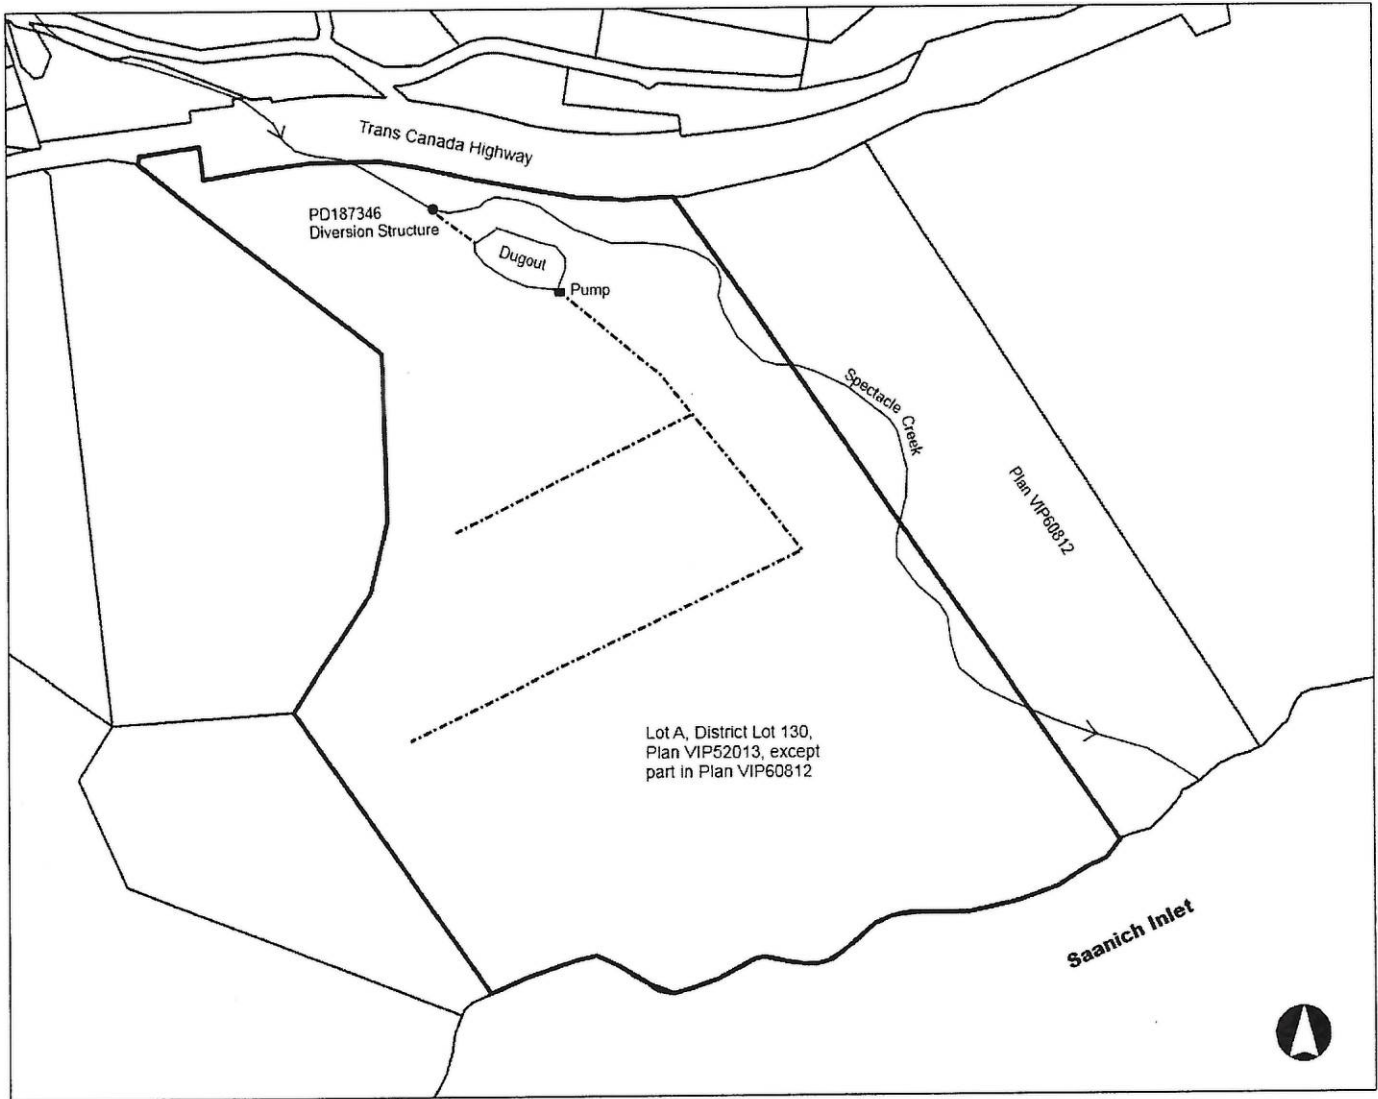 Trans Canada Highway
PD187346
Diversion Structure
Dugout
Pump
Spectacle Creek
Plan VIP60812
Lot A, District Lot 130,
Plan VIP52013, except
part in Plan VIP60812
Saanich Inlet